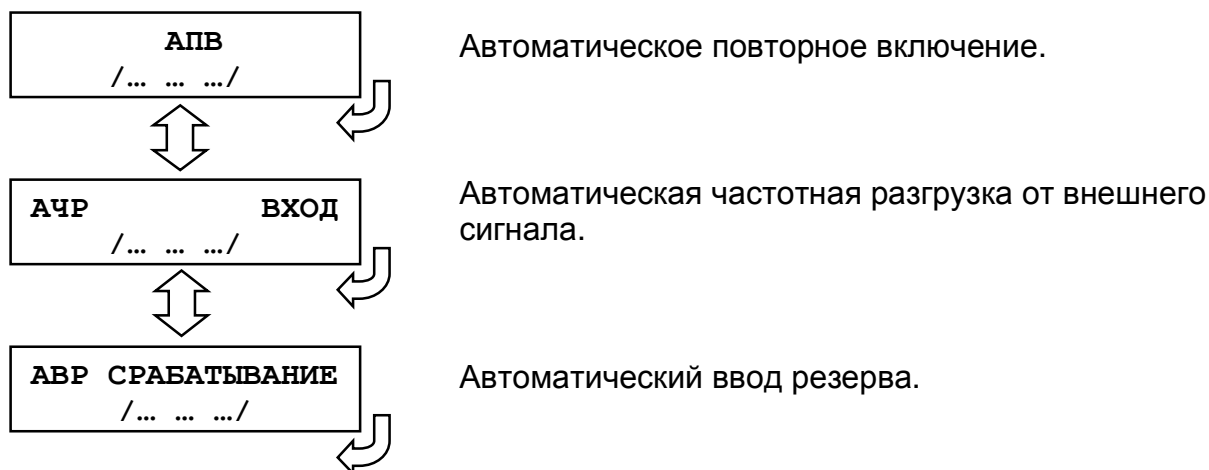 АПВ
/… … …/
Автоматическое повторное включение.
АЧР ВХОД
/… … …/
Автоматическая частотная разгрузка от внешнего
сигнала.
АВР СРАБАТЫВАНИЕ
/… … …/
Автоматический ввод резерва.